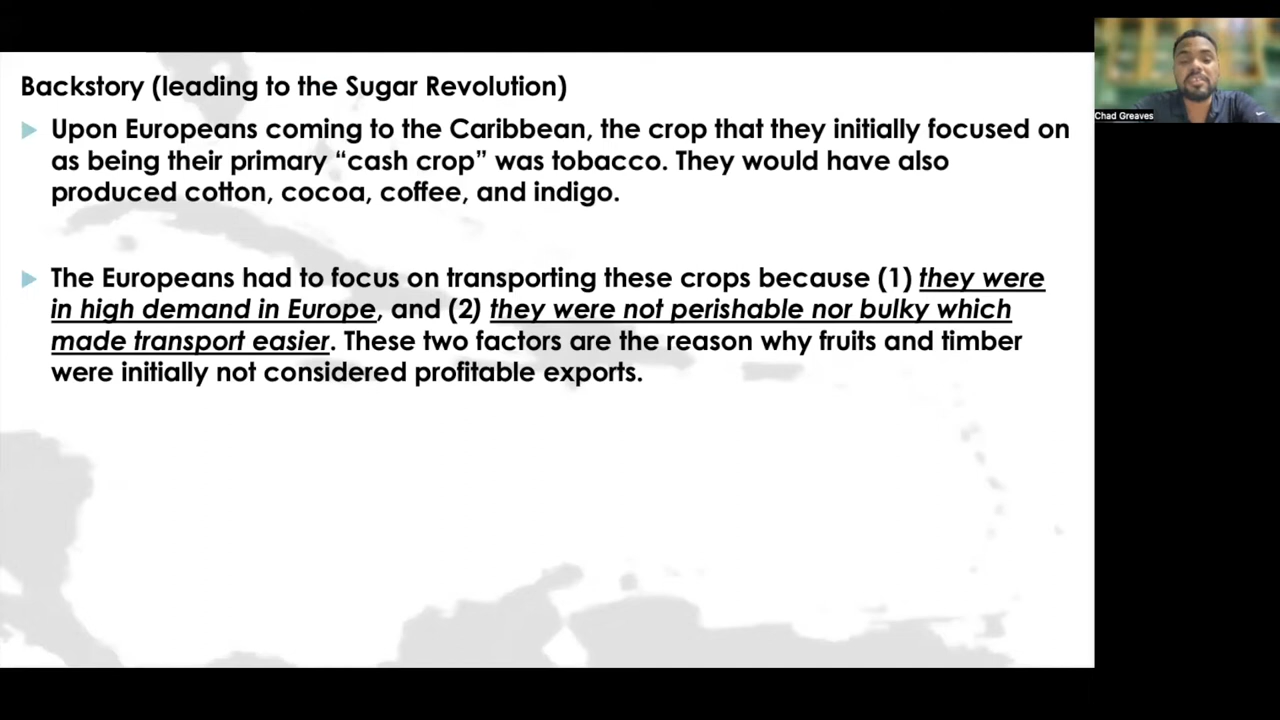 Backstory (leading to the Sugar Revolution)
Upon Europeans coming to the Caribbean, the crop that they initially focused on
as being their primary “cash crop” was tobacco. They would have also
produced cotton, cocoa, coffee, and indigo.
The Europeans had to focus on transporting these crops because (1) they were
in high demand in Europe, and (2) they were not perishable nor bulky which
made transport easier. These two factors are the reason why fruits and timber
were initially not considered profitable exports.
Chad Greaves